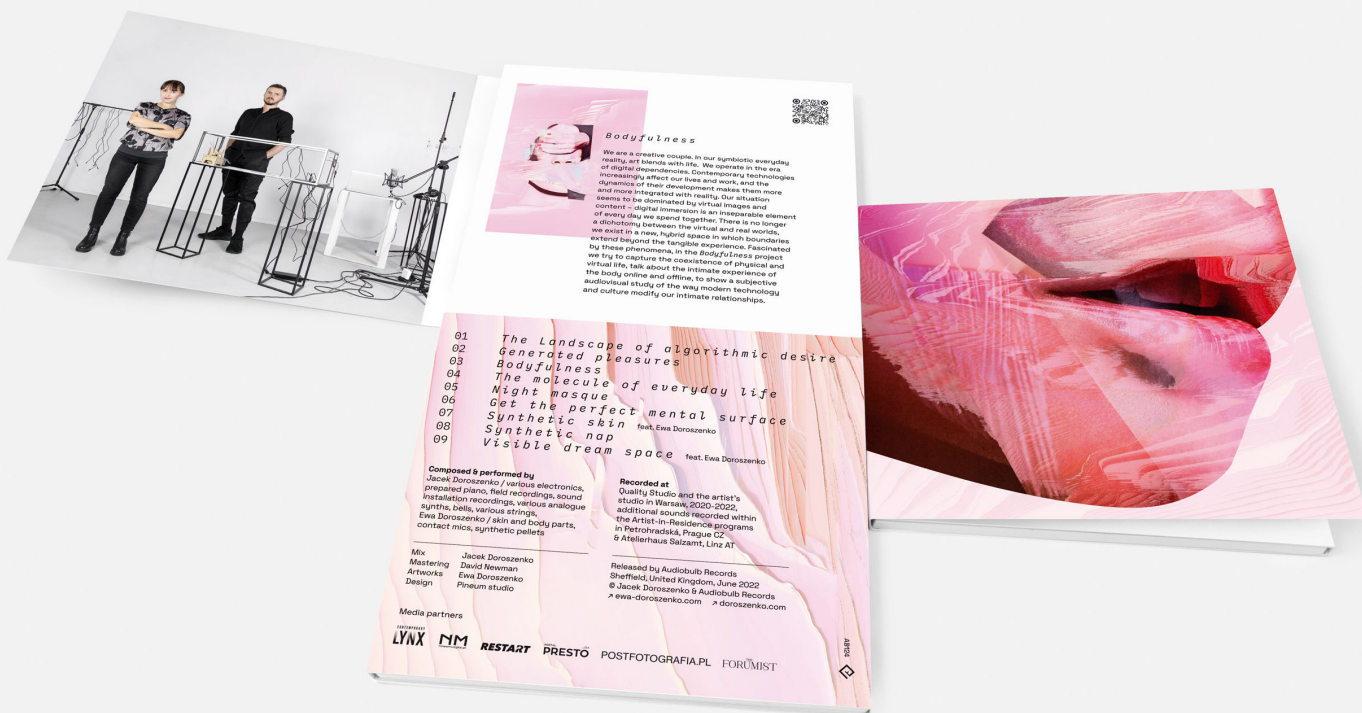 Bodyfulness
We are a creative couple. In our symbiotic everyday
reality, art blends with life. We operate in the era
of digital dependencies. Contemporary technologies
increasingly affect our lives and work, and the
dynamics of their development makes them more
and more integrated with reality. Our situation
seems to be dominated by virtual images and
content – digital immersion is an inseparable element
of every day we spend together. There is no longer
a dichotomy between the virtual and real worlds,
we exist in a new, hybrid space in which boundaries
extend beyond the tangible experience. Fascinated
by these phenomena, in the Bodyfulness project
we try to capture the coexistence of physical and
virtual life, talk about the intimate experience of
the body online and offline, to show a subjective
audiovisual study of the way modern technology
and culture modify our intimate relationships.
01 The Landscape of algorithmic desire
02 Generated pleasures
03 Bodyfulness
04 The molecule of everyday life
05 Night masque
06 Get the perfect mental surface
07 Synthetic skin feat. Ewa Doroszenko
08 Synthetic nap
09 Visible dream space feat. Ewa Doroszenko
Composed & performed by
Jacek Doroszenko / various electronics,
prepared piano, field recordings, sound
installation recordings, various analogue
synths, bells, various strings,
Ewa Doroszenko / skin and body parts,
contact mics, synthetic pellets
Recorded at
Quality Studio and the artist's
studio in Warsaw, 2020-2022,
additional sounds recorded within
the Artist-in-Residence programs
in Petrohradská, Prague CZ
& Atelierhaus Salzamt, Linz AT
Mix Jacek Doroszenko
Mastering David Newman
Artworks Ewa Doroszenko
Design Pineum studio
Released by Audiobulb Records
Sheffield, United Kingdom, June 2022
© Jacek Doroszenko & Audiobulb Records
↗ ewa-doroszenko.com ↗ doroszenko.com
Media partners
CONTEMPORARY
LYNX
NM
RESTART
PRESTO
POSTFOTOGRAFIA.PL
THE
FORUMIST
AB124